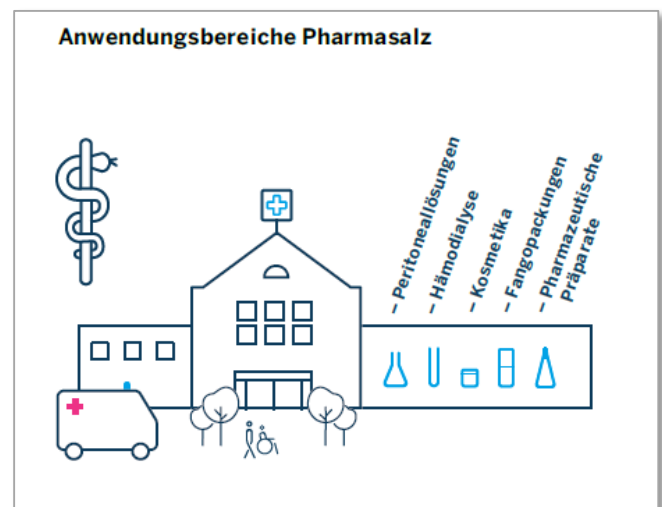 Anwendungsbereiche Pharmasalz
– Peritoneallösungen
– Hämodialyse
– Kosmetika
– Fangopackungen
– Pharmazeutische
Präparate